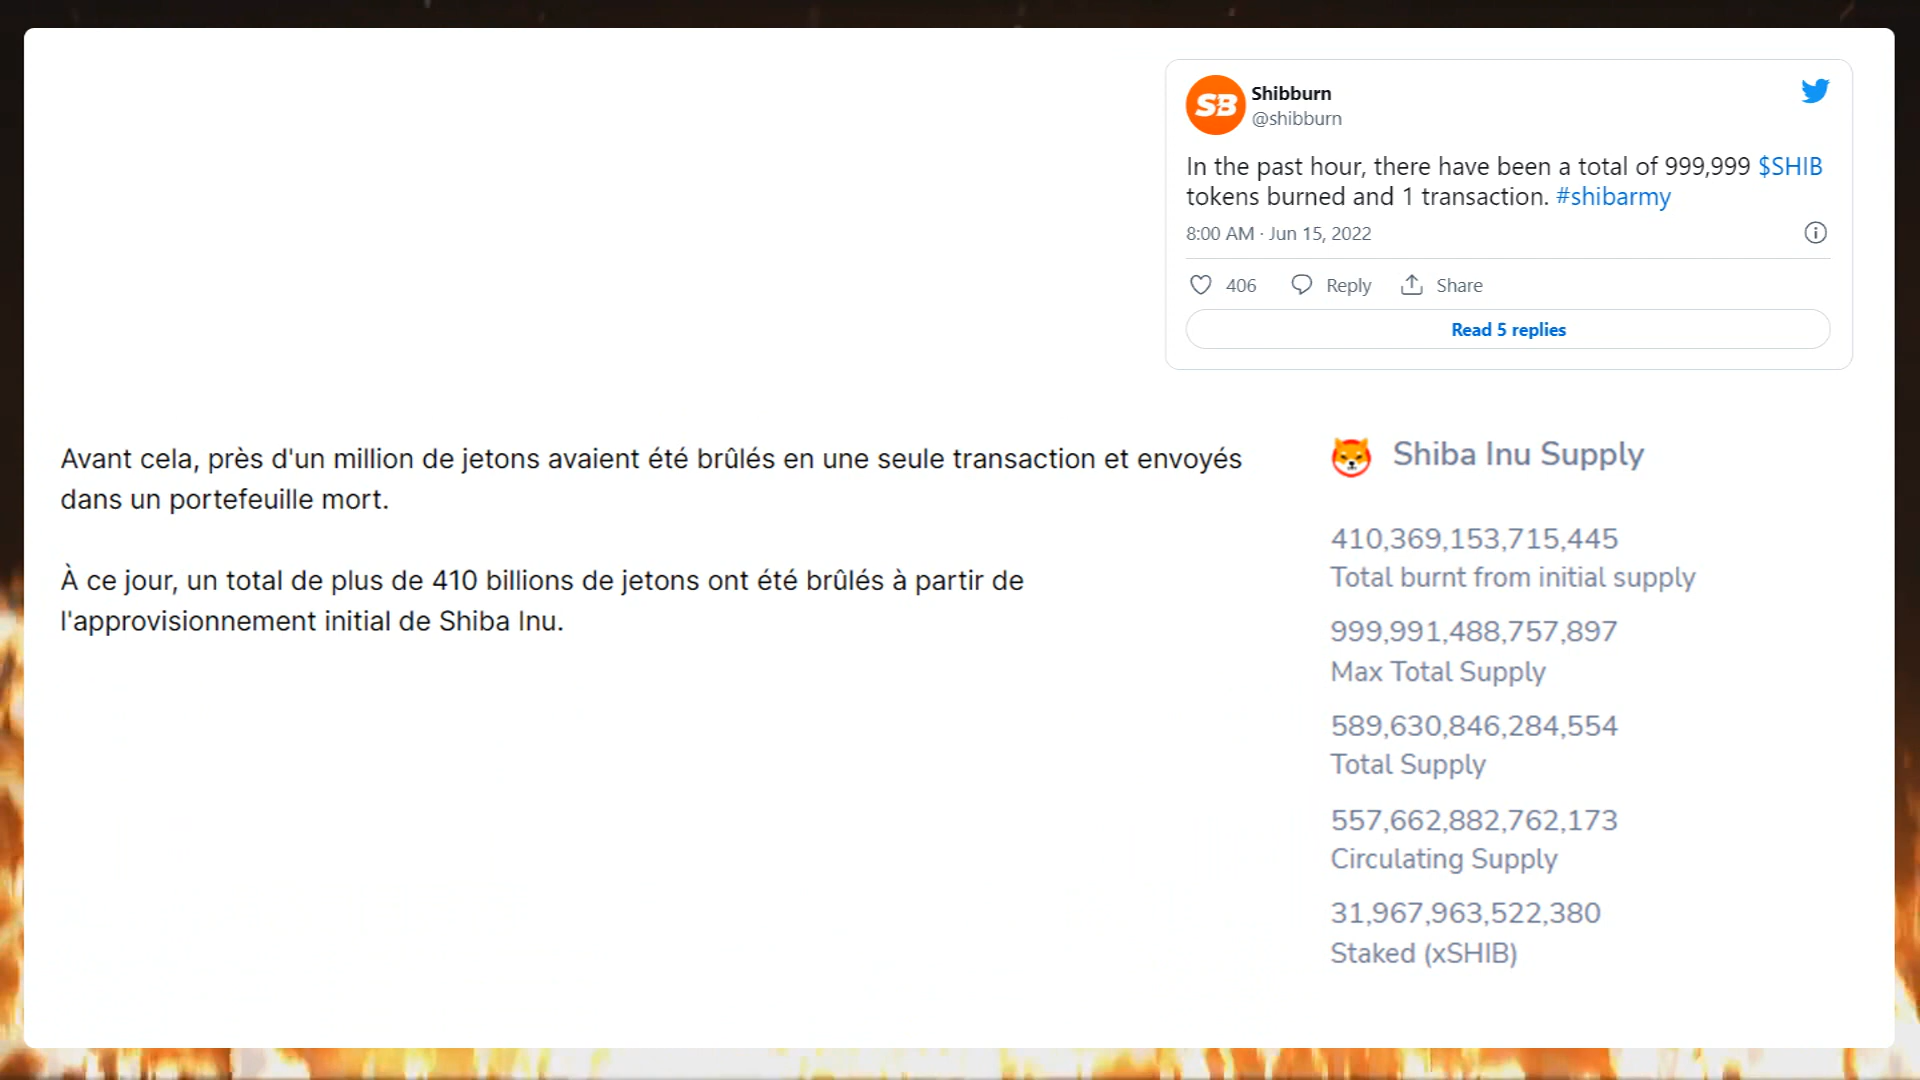 SB
Shibburn
@shibburn
In the past hour, there have been a total of 999,999 $SHIB
tokens burned and 1 transaction. #shibarmy
8:00 AM · Jun 15, 2022
406 Reply Share
Read 5 replies
Avant cela, près d'un million de jetons avaient été brûlés en une seule transaction et envoyés
dans un portefeuille mort.
À ce jour, un total de plus de 410 billions de jetons ont été brûlés à partir de
l'approvisionnement initial de Shiba Inu.
Shiba Inu Supply
410,369,153,715,445
Total burnt from initial supply
999,991,488,757,897
Max Total Supply
589,630,846,284,554
Total Supply
557,662,882,762,173
Circulating Supply
31,967,963,522,380
Staked (xSHIB)